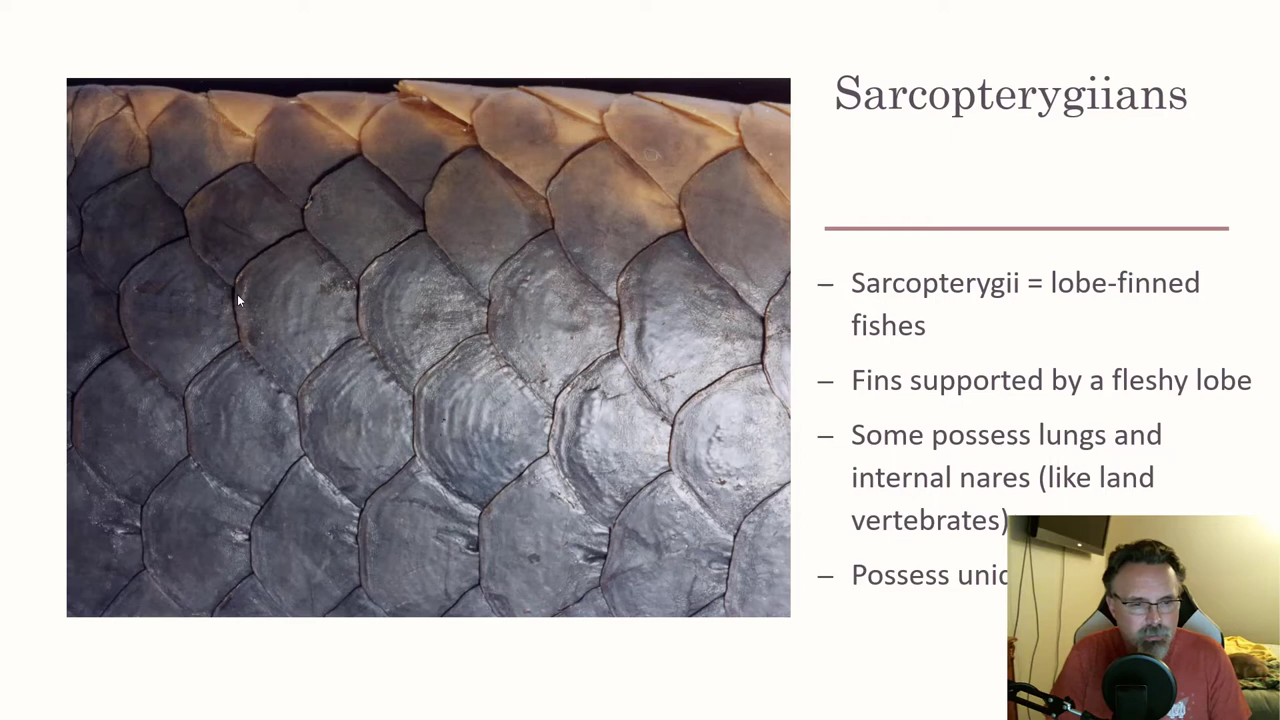 Sarcopterygiians
– Sarcopterygii = lobe-finned
fishes
– Fins supported by a fleshy lobe
– Some possess lungs and
internal nares (like land
vertebrates)
– Possess